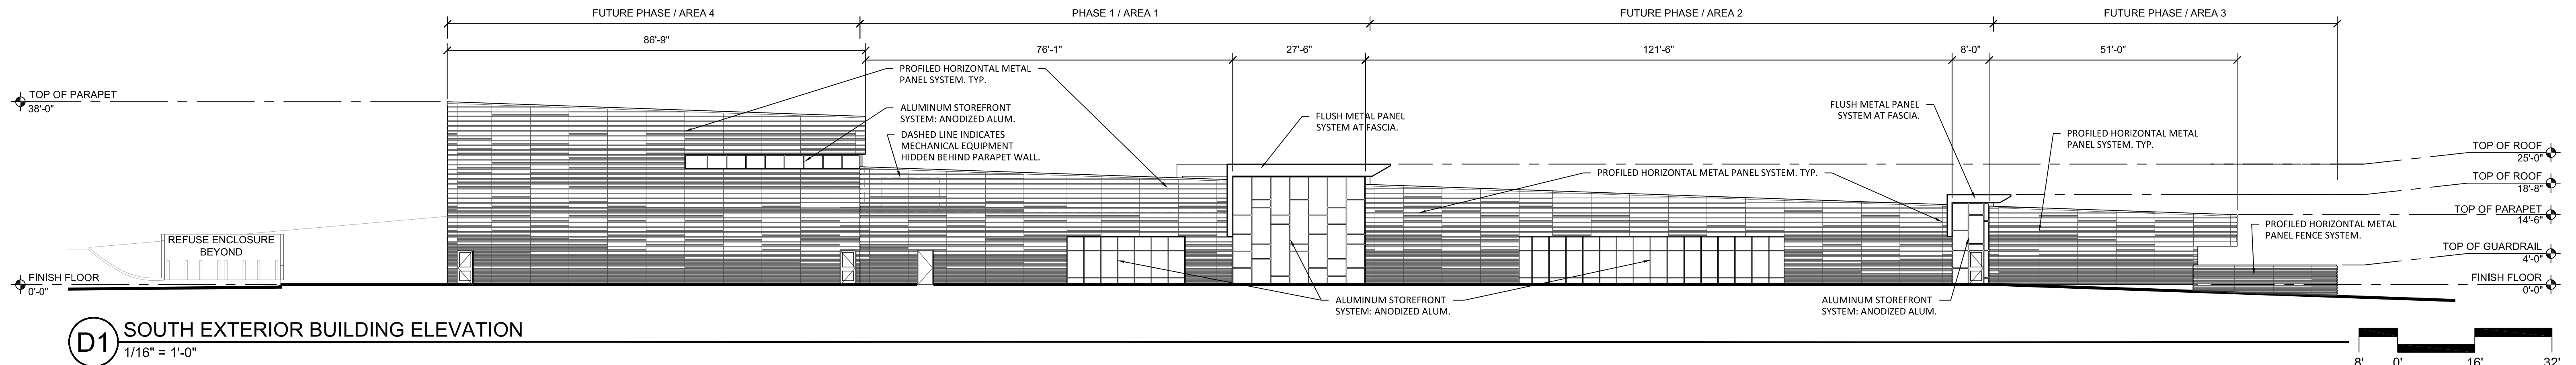 FUTURE PHASE / AREA 4
PHASE 1 / AREA 1
FUTURE PHASE / AREA 2
FUTURE PHASE / AREA 3
86'-9"
76'-1"
27'-6"
121'-6"
8'-0"
51'-0"
PROFILED HORIZONTAL METAL
PANEL SYSTEM. TYP.
TOP OF PARAPET
38'-0"
ALUMINUM STOREFRONT
SYSTEM: ANODIZED ALUM.
DASHED LINE INDICATES
MECHANICAL EQUIPMENT
HIDDEN BEHIND PARAPET WALL.
FLUSH METAL PANEL
SYSTEM AT FASCIA.
FLUSH METAL PANEL
SYSTEM AT FASCIA.
PROFILED HORIZONTAL METAL
PANEL SYSTEM. TYP.
PROFILED HORIZONTAL METAL PANEL SYSTEM. TYP.
TOP OF ROOF
25'-0"
TOP OF ROOF
18'-8"
TOP OF PARAPET
14'-6"
PROFILED HORIZONTAL METAL
PANEL FENCE SYSTEM.
TOP OF GUARDRAIL
4'-0"
FINISH FLOOR
0'-0"
REFUSE ENCLOSURE
BEYOND
FINISH FLOOR
0'-0"
ALUMINUM STOREFRONT
SYSTEM: ANODIZED ALUM.
ALUMINUM STOREFRONT
SYSTEM: ANODIZED ALUM.
D1
SOUTH EXTERIOR BUILDING ELEVATION
1/16" = 1'-0"
8' 0' 16' 32'